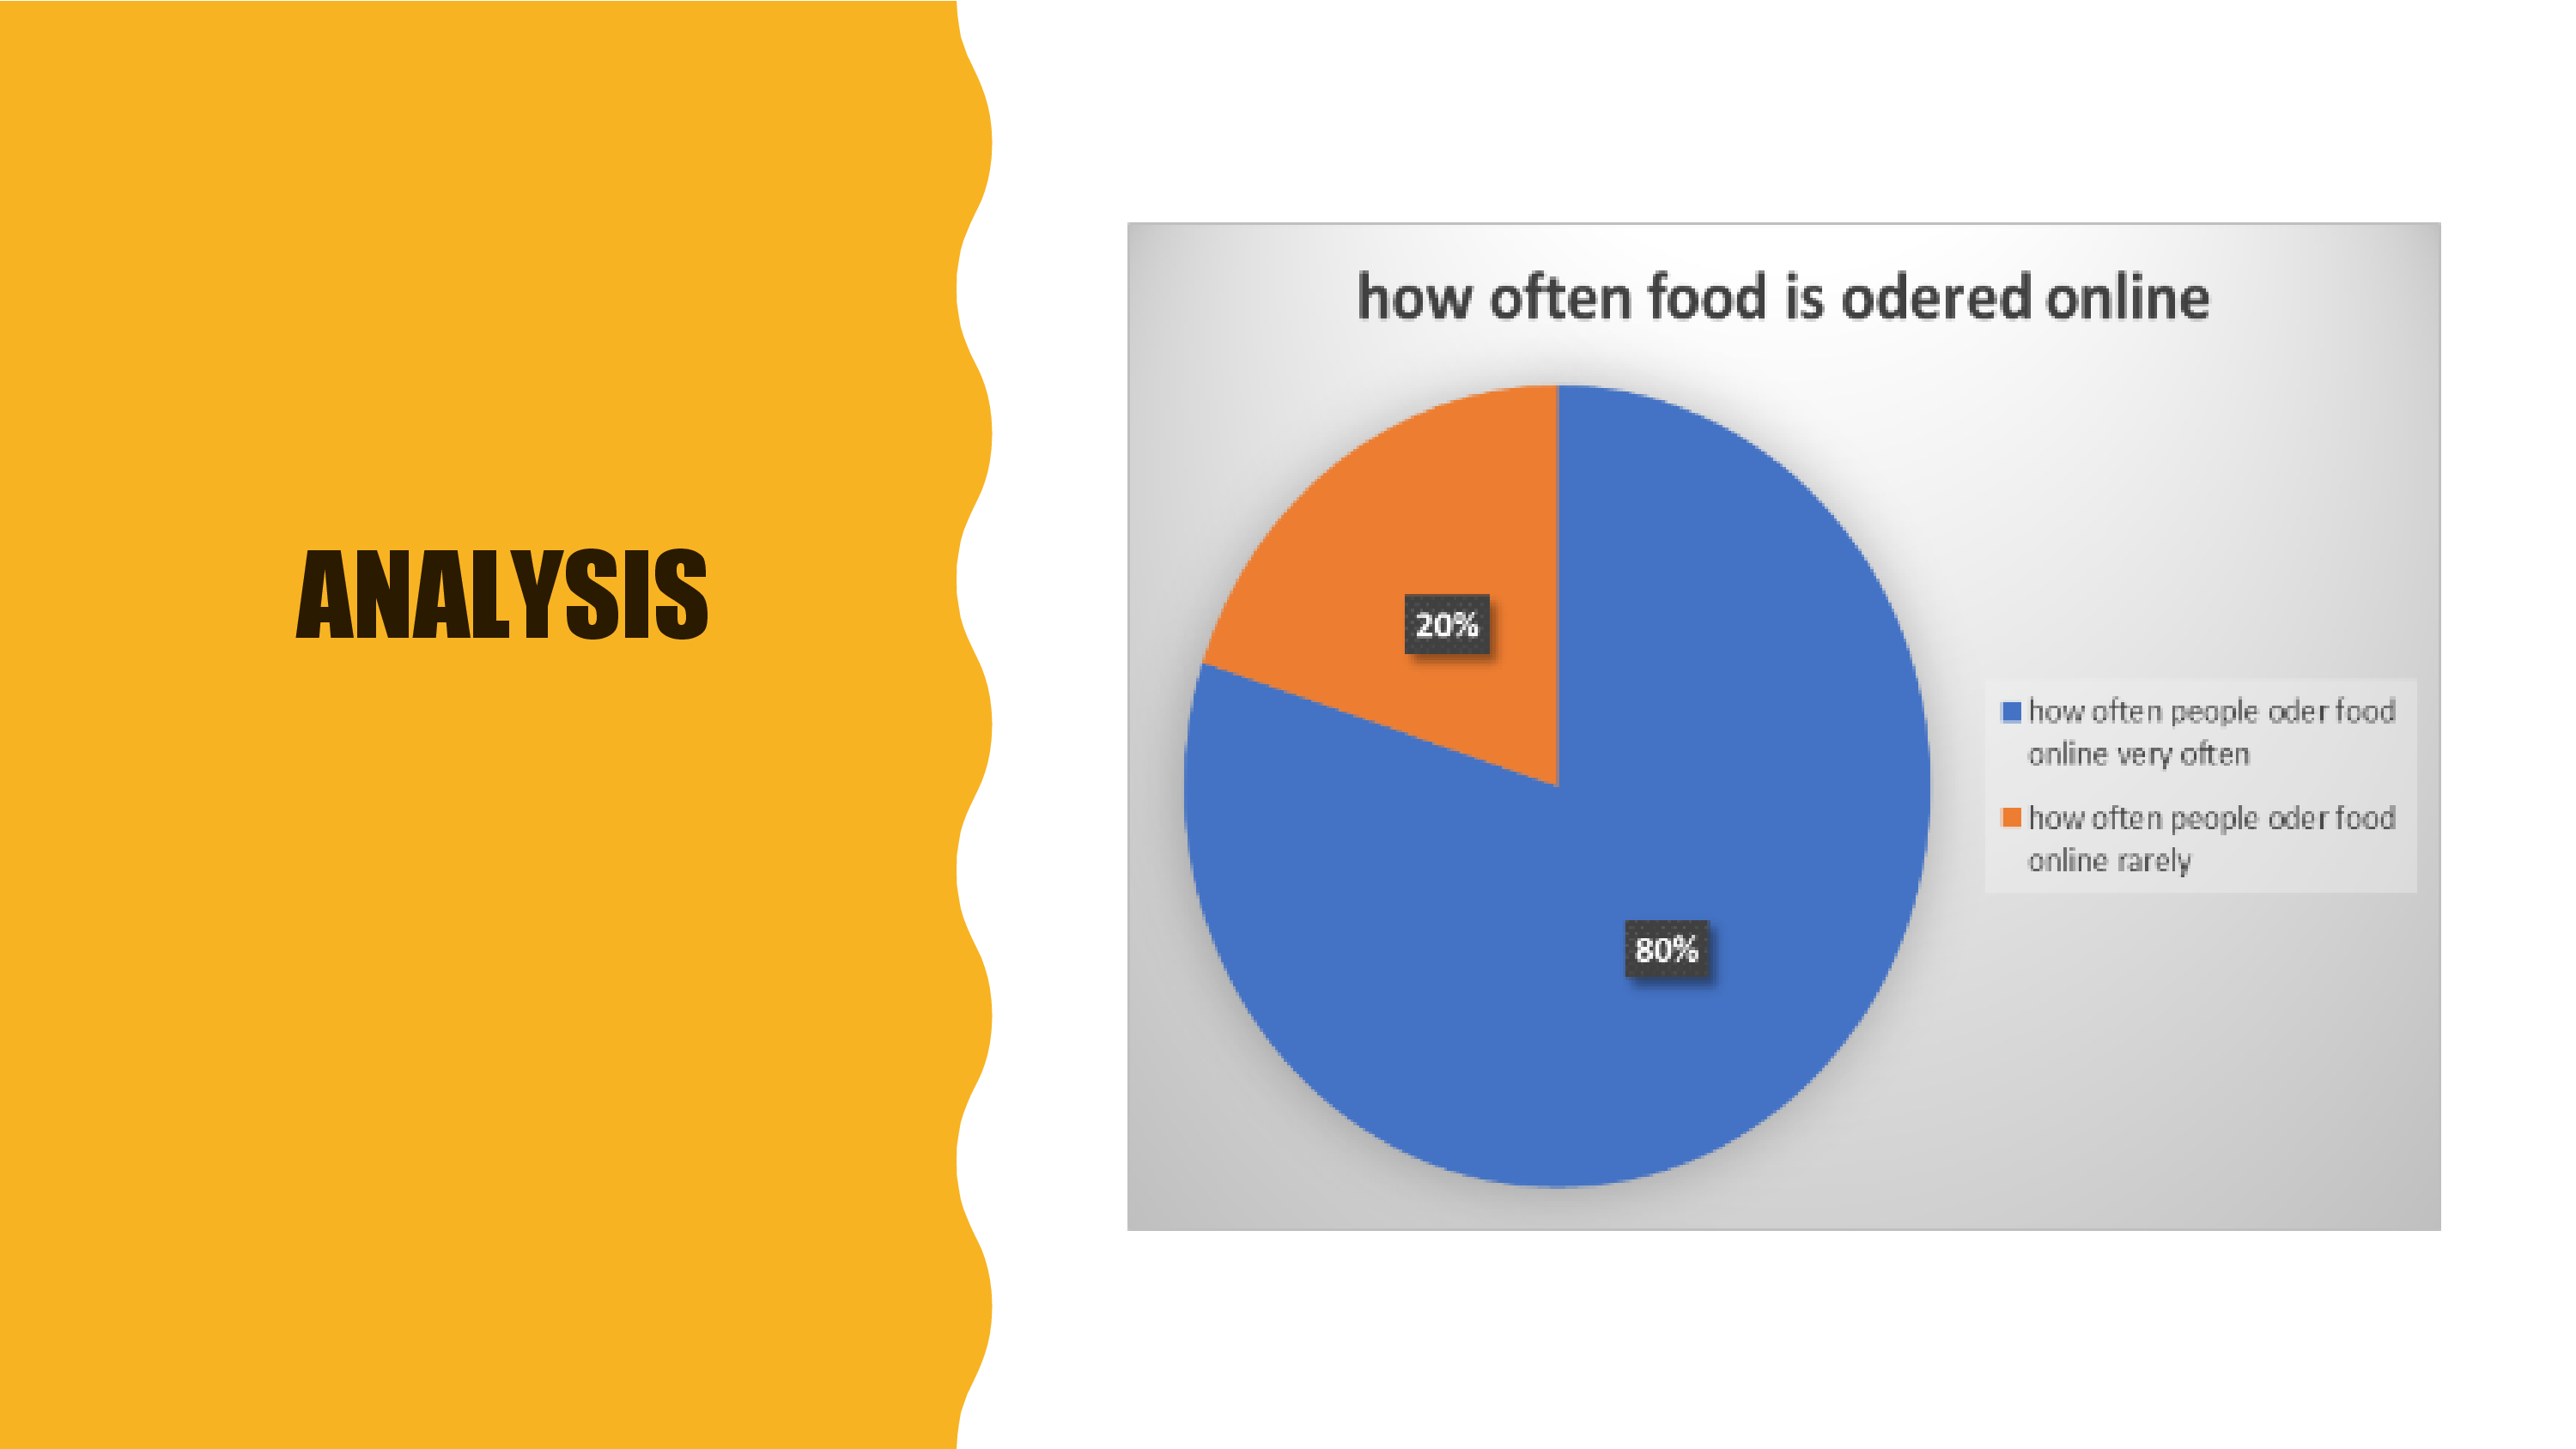 ANALYSIS
how often food is odered online
20%
80%
how often people oder food
online very often
how often people oder food
online rarely